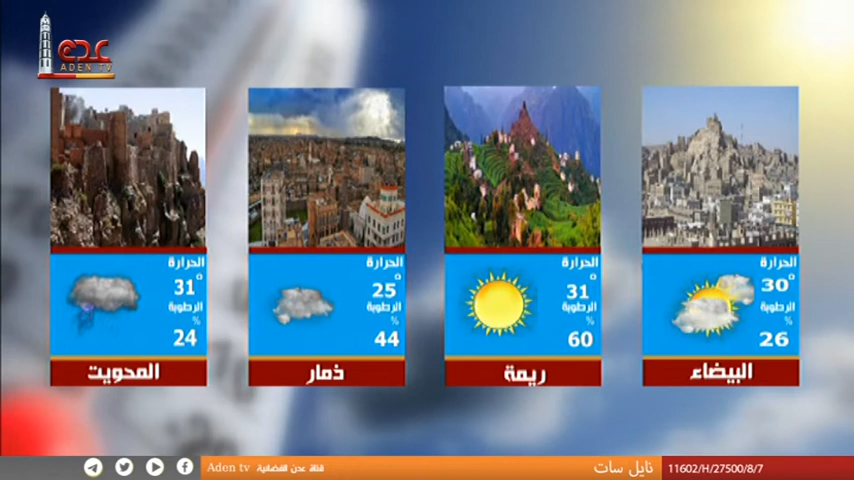 عدن
ADEN TV
الحرارة
31°
الرطوبة
%
24
المحويت
الحرارة
25°
الرطوبة
%
44
ذمار
الحرارة
31°
الرطوبة
%
60
ريمة
الحرارة
30°
الرطوبة
%
26
البيضاء
Aden tv قناة عدن الفضائية
نايل سات
11602/H/27500/8/7